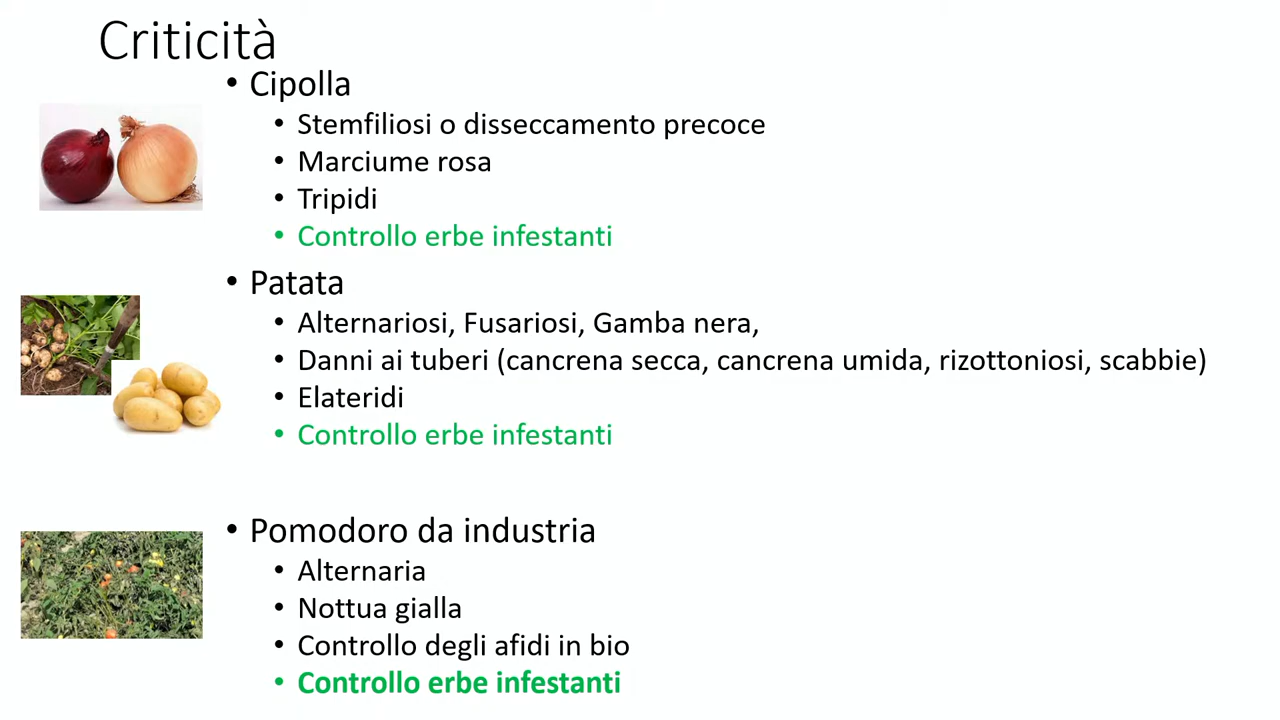 Criticità
• Cipolla
• Stemfiliosi o disseccamento precoce
• Marciume rosa
• Tripidi
• Controllo erbe infestanti
• Patata
• Alternariosi, Fusariosi, Gamba nera,
• Danni ai tuberi (cancrena secca, cancrena umida, rizottoniosi, scabbie)
• Elateridi
• Controllo erbe infestanti
• Pomodoro da industria
• Alternaria
• Nottua gialla
• Controllo degli afidi in bio
• Controllo erbe infestanti